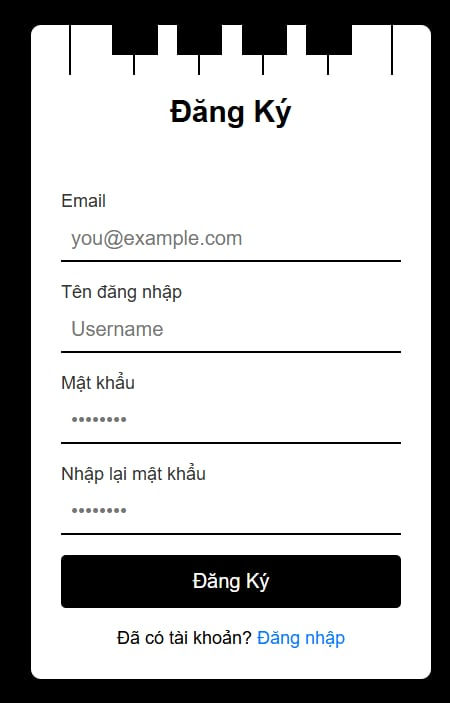 Đăng Ký
Email
you@example.com
Tên đăng nhập
Username
Mật khẩu
••••••••
Nhập lại mật khẩu
••••••••
Đăng Ký
Đã có tài khoản? Đăng nhập